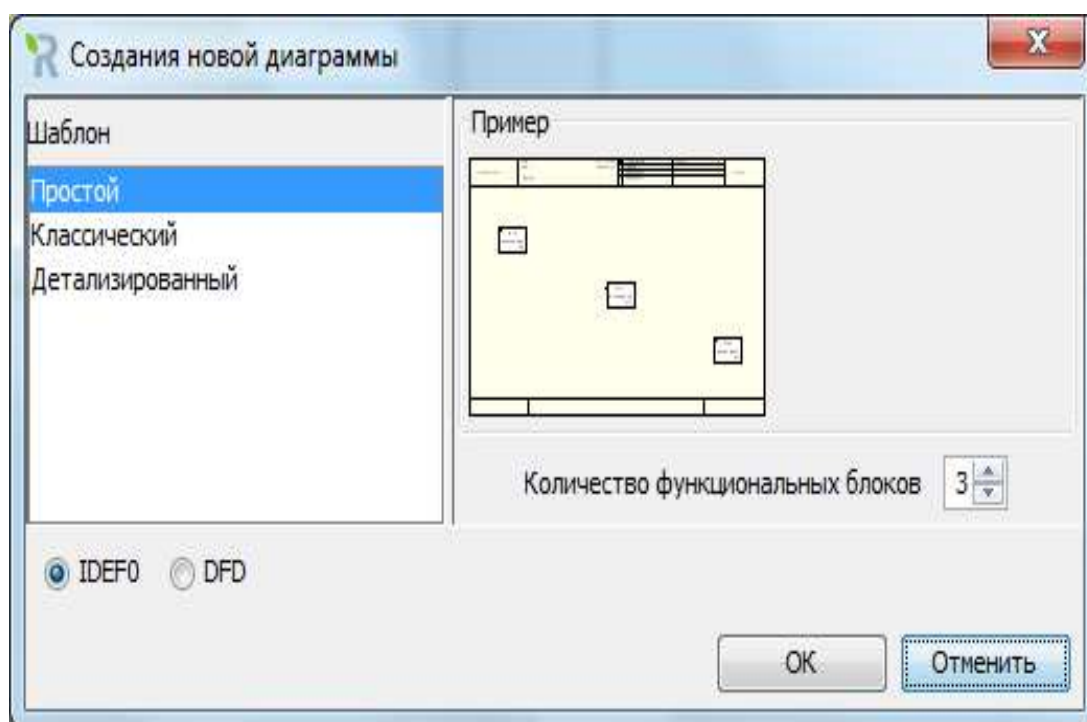 Создания новой диаграммы
Шаблон
Простой
Классический
Детализированный
Пример
Количество функциональных блоков 3
IDEF0 DFD
OK Отменить